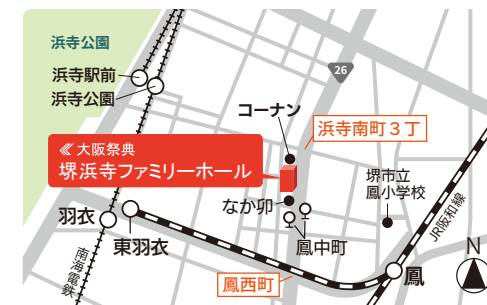 浜寺公園
浜寺駅前
浜寺公園
26
コーナン
浜寺南町3丁
≪大阪祭典
堺浜寺ファミリーホール
堺市立
鳳小学校
なか卯
羽衣
東羽衣
鳳中町
JR阪和線
南海電鉄
鳳西町
鳳
N